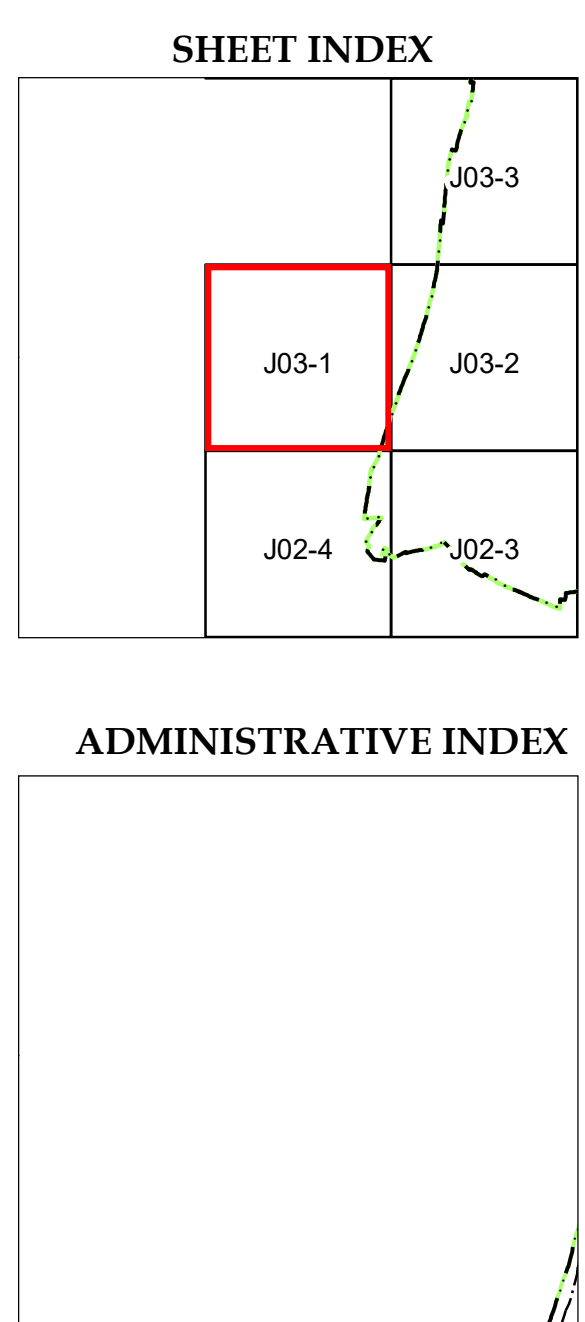 SHEET INDEX
J03-3
J03-1
J03-2
J02-4
J02-3
ADMINISTRATIVE INDEX